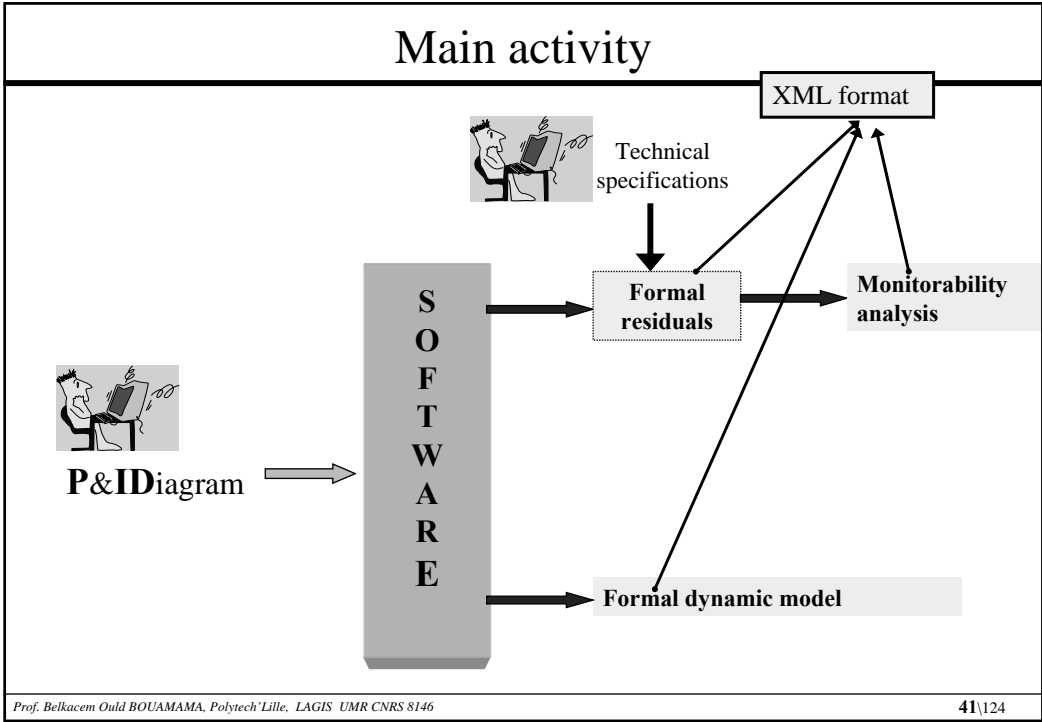 Main activity
XML format
Technical
specifications
Formal
residuals
Monitorability
analysis
S
O
F
T
W
A
R
E
P&IDiagram
Formal dynamic model
Prof. Belkacem Ould BOUAMAMA, Polytech'Lille, LAGIS UMR CNRS 8146
41\124